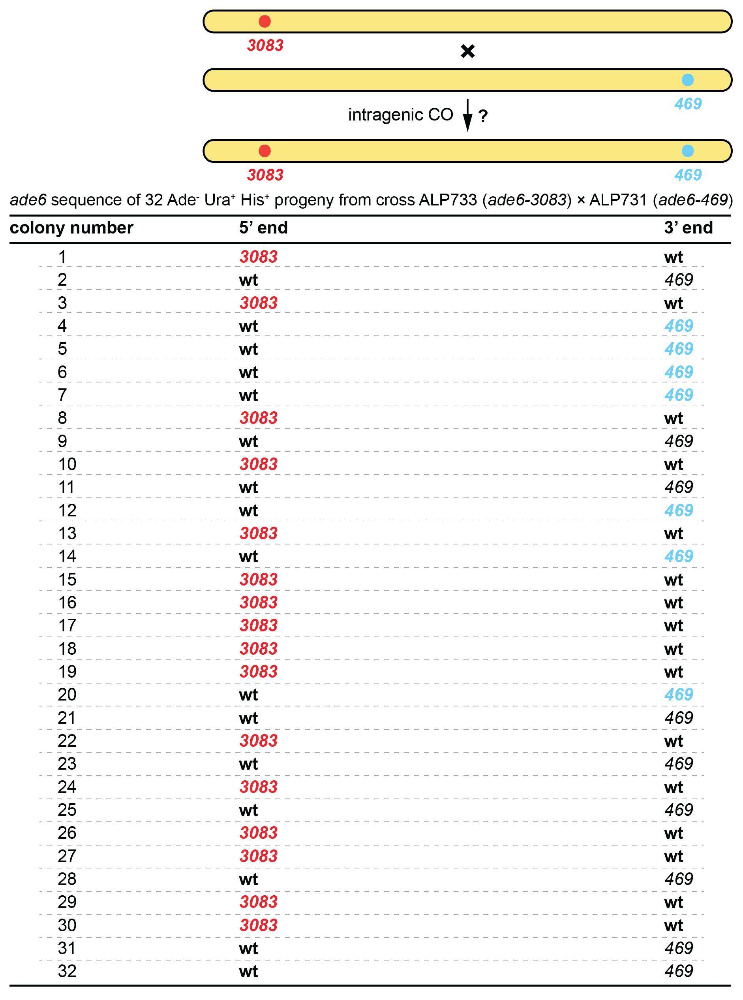 3083
×
469
intragenic CO ?
3083 469
ade6 sequence of 32 Ade- Ura+ His+ progeny from cross ALP733 (ade6-3083) × ALP731 (ade6-469)
colony number 5’ end 3’ end
1 3083 wt
2 wt 469
3 3083 wt
4 wt 469
5 wt 469
6 wt 469
7 wt 469
8 3083 wt
9 wt 469
10 3083 wt
11 wt 469
12 wt 469
13 3083 wt
14 wt 469
15 3083 wt
16 3083 wt
17 3083 wt
18 3083 wt
19 3083 wt
20 wt 469
21 wt 469
22 3083 wt
23 wt 469
24 3083 wt
25 wt 469
26 3083 wt
27 3083 wt
28 wt 469
29 3083 wt
30 3083 wt
31 wt 469
32 wt 469